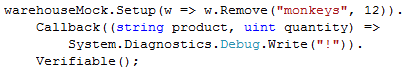 warehouseMock.Setup(w => w.Remove("monkeys", 12)).
Callback((string product, uint quantity) =>
System.Diagnostics.Debug.Write("!")).
Verifiable();